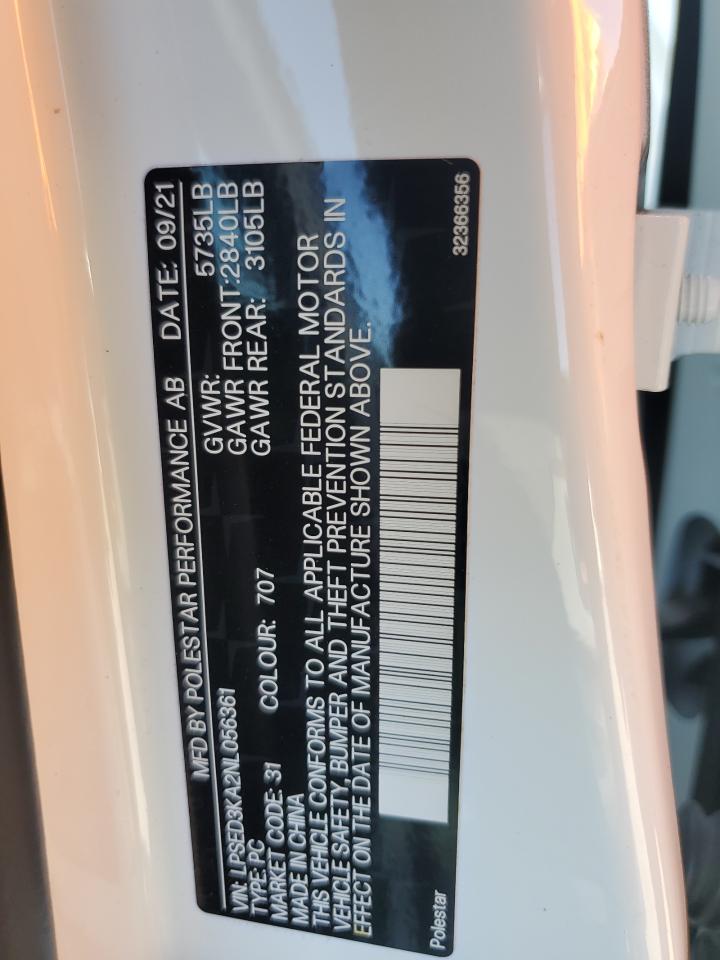 MFD BY POLESTAR PERFORMANCE AB DATE: 09/21
VIN: LPSED3KA2NL056361 GVWR: 5735LB
TYPE: PC GAWR FRONT: 2840LB
MARKET CODE: 31 COLOUR: 707 GAWR REAR: 3105LB
MADE IN CHINA
THIS VEHICLE CONFORMS TO ALL APPLICABLE FEDERAL MOTOR
VEHICLE SAFETY, BUMPER AND THEFT PREVENTION STANDARDS IN
EFFECT ON THE DATE OF MANUFACTURE SHOWN ABOVE.
Polestar 32366356